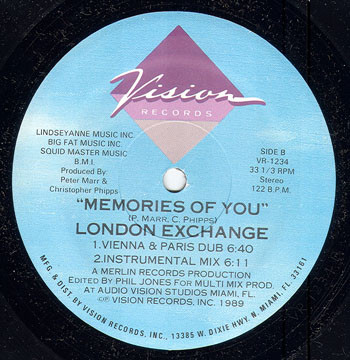 Vision
RECORDS
LINDSEYANNE MUSIC INC.
BIG FAT MUSIC INC.
SQUID MASTER MUSIC
B.M.I.
Produced By
Peter Marr &
Christopher Phipps
SIDE B
VR-1234
33 1/3 RPM
Stereo
122 B.P.M.
"MEMORIES OF YOU"
(P. MARR, C. PHIPPS)
LONDON EXCHANGE
1.VIENNA & PARIS DUB 6:40
2.INSTRUMENTAL MIX 6:11
A MERLIN RECORDS PRODUCTION
EDITED BY PHIL JONES FOR MULTI MIX PROD.
AT AUDIO VISION STUDIOS MIAMI, FL.
©℗ VISION RECORDS, INC. 1989
MFG. & DIST. BY VISION RECORDS, INC., 13385 W. DIXIE HWY. N. MIAMI, FL. 33161